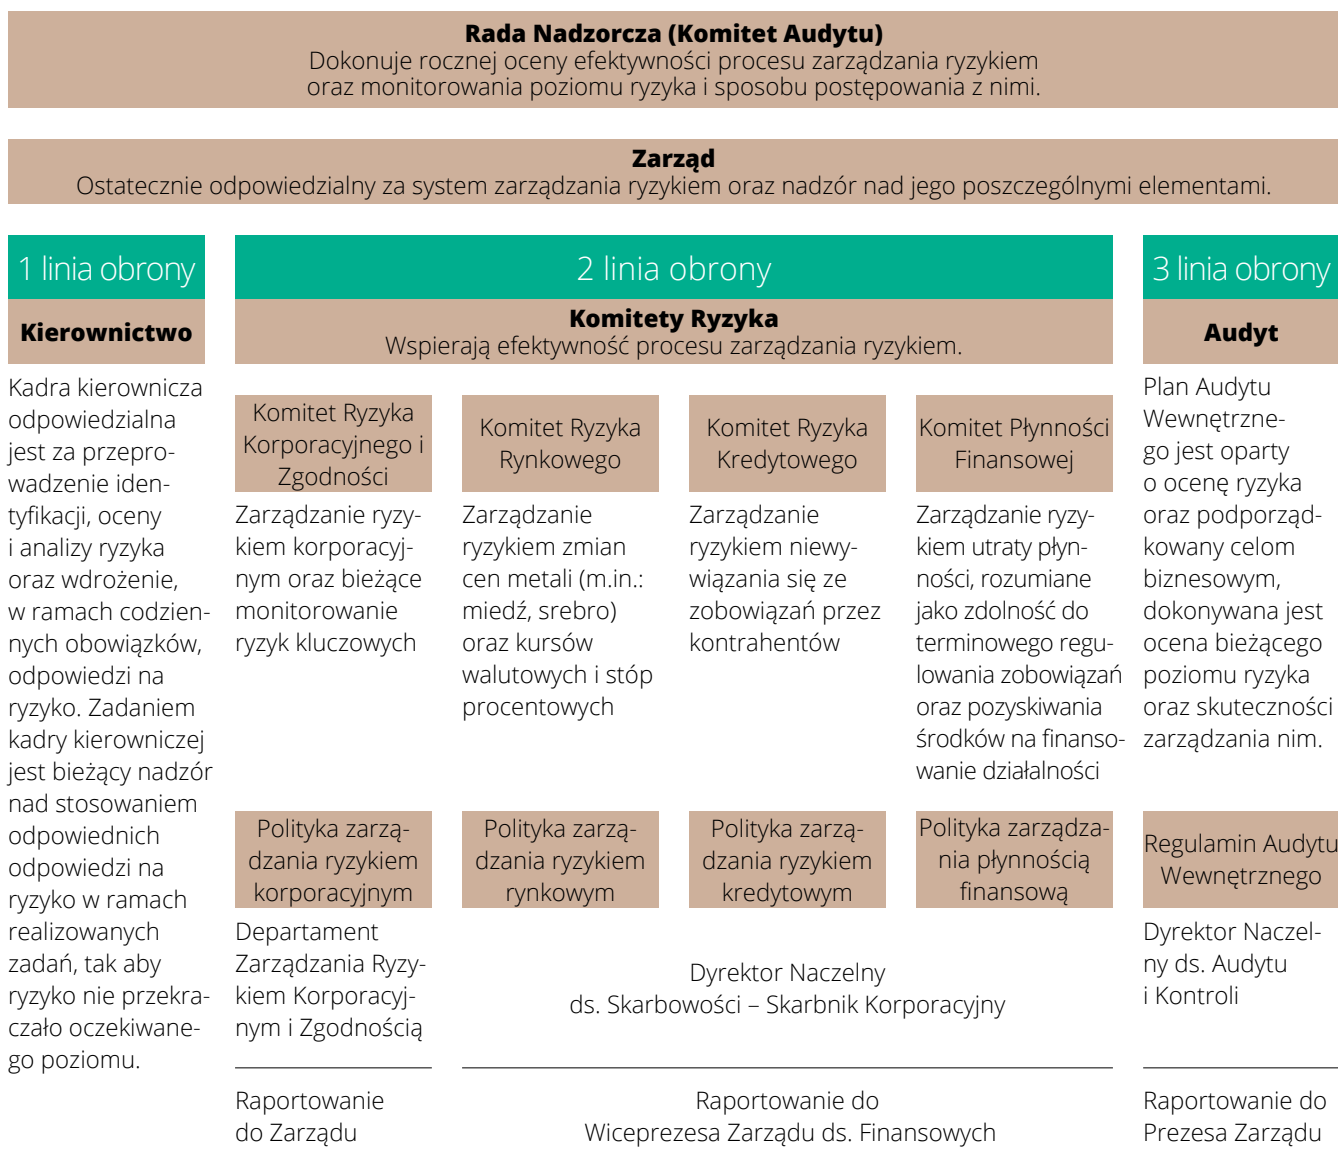 Rada Nadzorcza (Komitet Audytu)
Dokonuje rocznej oceny efektywności procesu zarządzania ryzykiem
oraz monitorowania poziomu ryzyka i sposobu postępowania z nimi.
Zarząd
Ostatecznie odpowiedzialny za system zarządzania ryzykiem oraz nadzór nad jego poszczególnymi elementami.
1 linia obrony
Kierownictwo
Kadra kierownicza
odpowiedzialna
jest za przepro-
wadzenie iden-
tyfikacji, oceny
i analizy ryzyka
oraz wdrożenie,
w ramach codzien-
nych obowiązków,
odpowiedzi na
ryzyko. Zadaniem
kadry kierowniczej
jest bieżący nadzór
nad stosowaniem
odpowiednich
odpowiedzi na
ryzyko w ramach
realizowanych
zadań, tak aby
ryzyko nie przekra-
czało oczekiwane-
go poziomu.
2 linia obrony
Komitety Ryzyka
Wspierają efektywność procesu zarządzania ryzykiem.
Komitet Ryzyka
Korporacyjnego i
Zgodności
Zarządzanie ryzy-
kiem korporacyj-
nym oraz bieżące
monitorowanie
ryzyk kluczowych
Polityka zarzą-
dzania ryzykiem
korporacyjnym
Departament
Zarządzania Ryzy-
kiem Korporacyj-
nym i Zgodnością
Raportowanie
do Zarządu
Komitet Ryzyka
Rynkowego
Zarządzanie
ryzykiem zmian
cen metali (m.in.:
miedź, srebro)
oraz kursów
walutowych i stóp
procentowych
Polityka zarzą-
dzania ryzykiem
rynkowym
Komitet Ryzyka
Kredytowego
Zarządzanie
ryzykiem niewy-
wiązania się ze
zobowiązań przez
kontrahentów
Polityka zarzą-
dzania ryzykiem
kredytowym
Komitet Płynności
Finansowej
Zarządzanie ryzy-
kiem utraty płyn-
ności, rozumiane
jako zdolność do
terminowego regu-
lowania zobowiązań
oraz pozyskiwania
środków na finanso-
wanie działalności
Polityka zarządza-
nia płynnością
finansową
Dyrektor Naczelny
ds. Skarbowości – Skarbnik Korporacyjny
Raportowanie do
Wiceprezesa Zarządu ds. Finansowych
3 linia obrony
Audyt
Plan Audytu
Wewnętrzne-
go jest oparty
o ocenę ryzyka
oraz podporząd-
kowany celom
biznesowym,
dokonywana jest
ocena bieżącego
poziomu ryzyka
oraz skuteczności
zarządzania nim.
Regulamin Audytu
Wewnętrznego
Dyrektor Naczel-
ny ds. Audytu
i Kontroli
Raportowanie do
Prezesa Zarządu